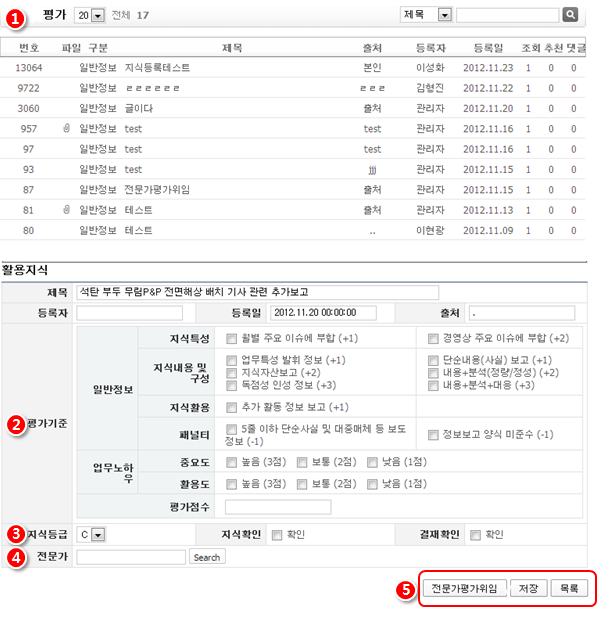 1 평가 20 전체 17 제목
번호 파일 구분 제목 출처 등록자 등록일 조회 추천 댓글
13064 일반정보 지식등록테스트 본인 이성화 2012.11.23 1 0 0
9722 일반정보 ㄹㄹㄹㄹㄹㄹ ㄹㄹㄹ 김형진 2012.11.22 1 0 0
3060 일반정보 글이다 출처 관리자 2012.11.20 1 0 0
957 일반정보 test test 관리자 2012.11.16 1 0 0
97 일반정보 test test 관리자 2012.11.16 1 0 0
93 일반정보 test jjj 관리자 2012.11.15 1 0 0
87 일반정보 전문가평가위임 출처 관리자 2012.11.15 1 0 0
81 일반정보 테스트 출처 관리자 2012.11.13 1 0 0
80 일반정보 테스트 .. 이현광 2012.11.09 1 0 0
활용지식
제목 석탄 부두 무림P&P 전면해상 배치 기사 관련 추가보고
등록자 등록일 2012.11.20 00:00:00 출처 .
2 평가기준
일반정보
지식특성 월별 주요 이슈에 부합 (+1) 경영상 주요 이슈에 부합 (+2)
지식내용 및 구성
업무특성 발휘 정보 (+1) 단순내용(사실) 보고 (+1)
지식자산보고 (+2) 내용+분석(정량/정성) (+2)
독점성 인성 정보 (+3) 내용+분석+대응 (+3)
지식활용 추가 활동 정보 보고 (+1)
패널티 5줄 이하 단순사실 및 대중매체 등 보도 정보 (-1) 정보보고 양식 미준수 (-1)
업무노하우
중요도 높음 (3점) 보통 (2점) 낮음 (1점)
활용도 높음 (3점) 보통 (2점) 낮음 (1점)
평가점수
3 지식등급 C 지식확인 확인 결재확인 확인
4 전문가 Search
5 전문가평가위임 저장 목록